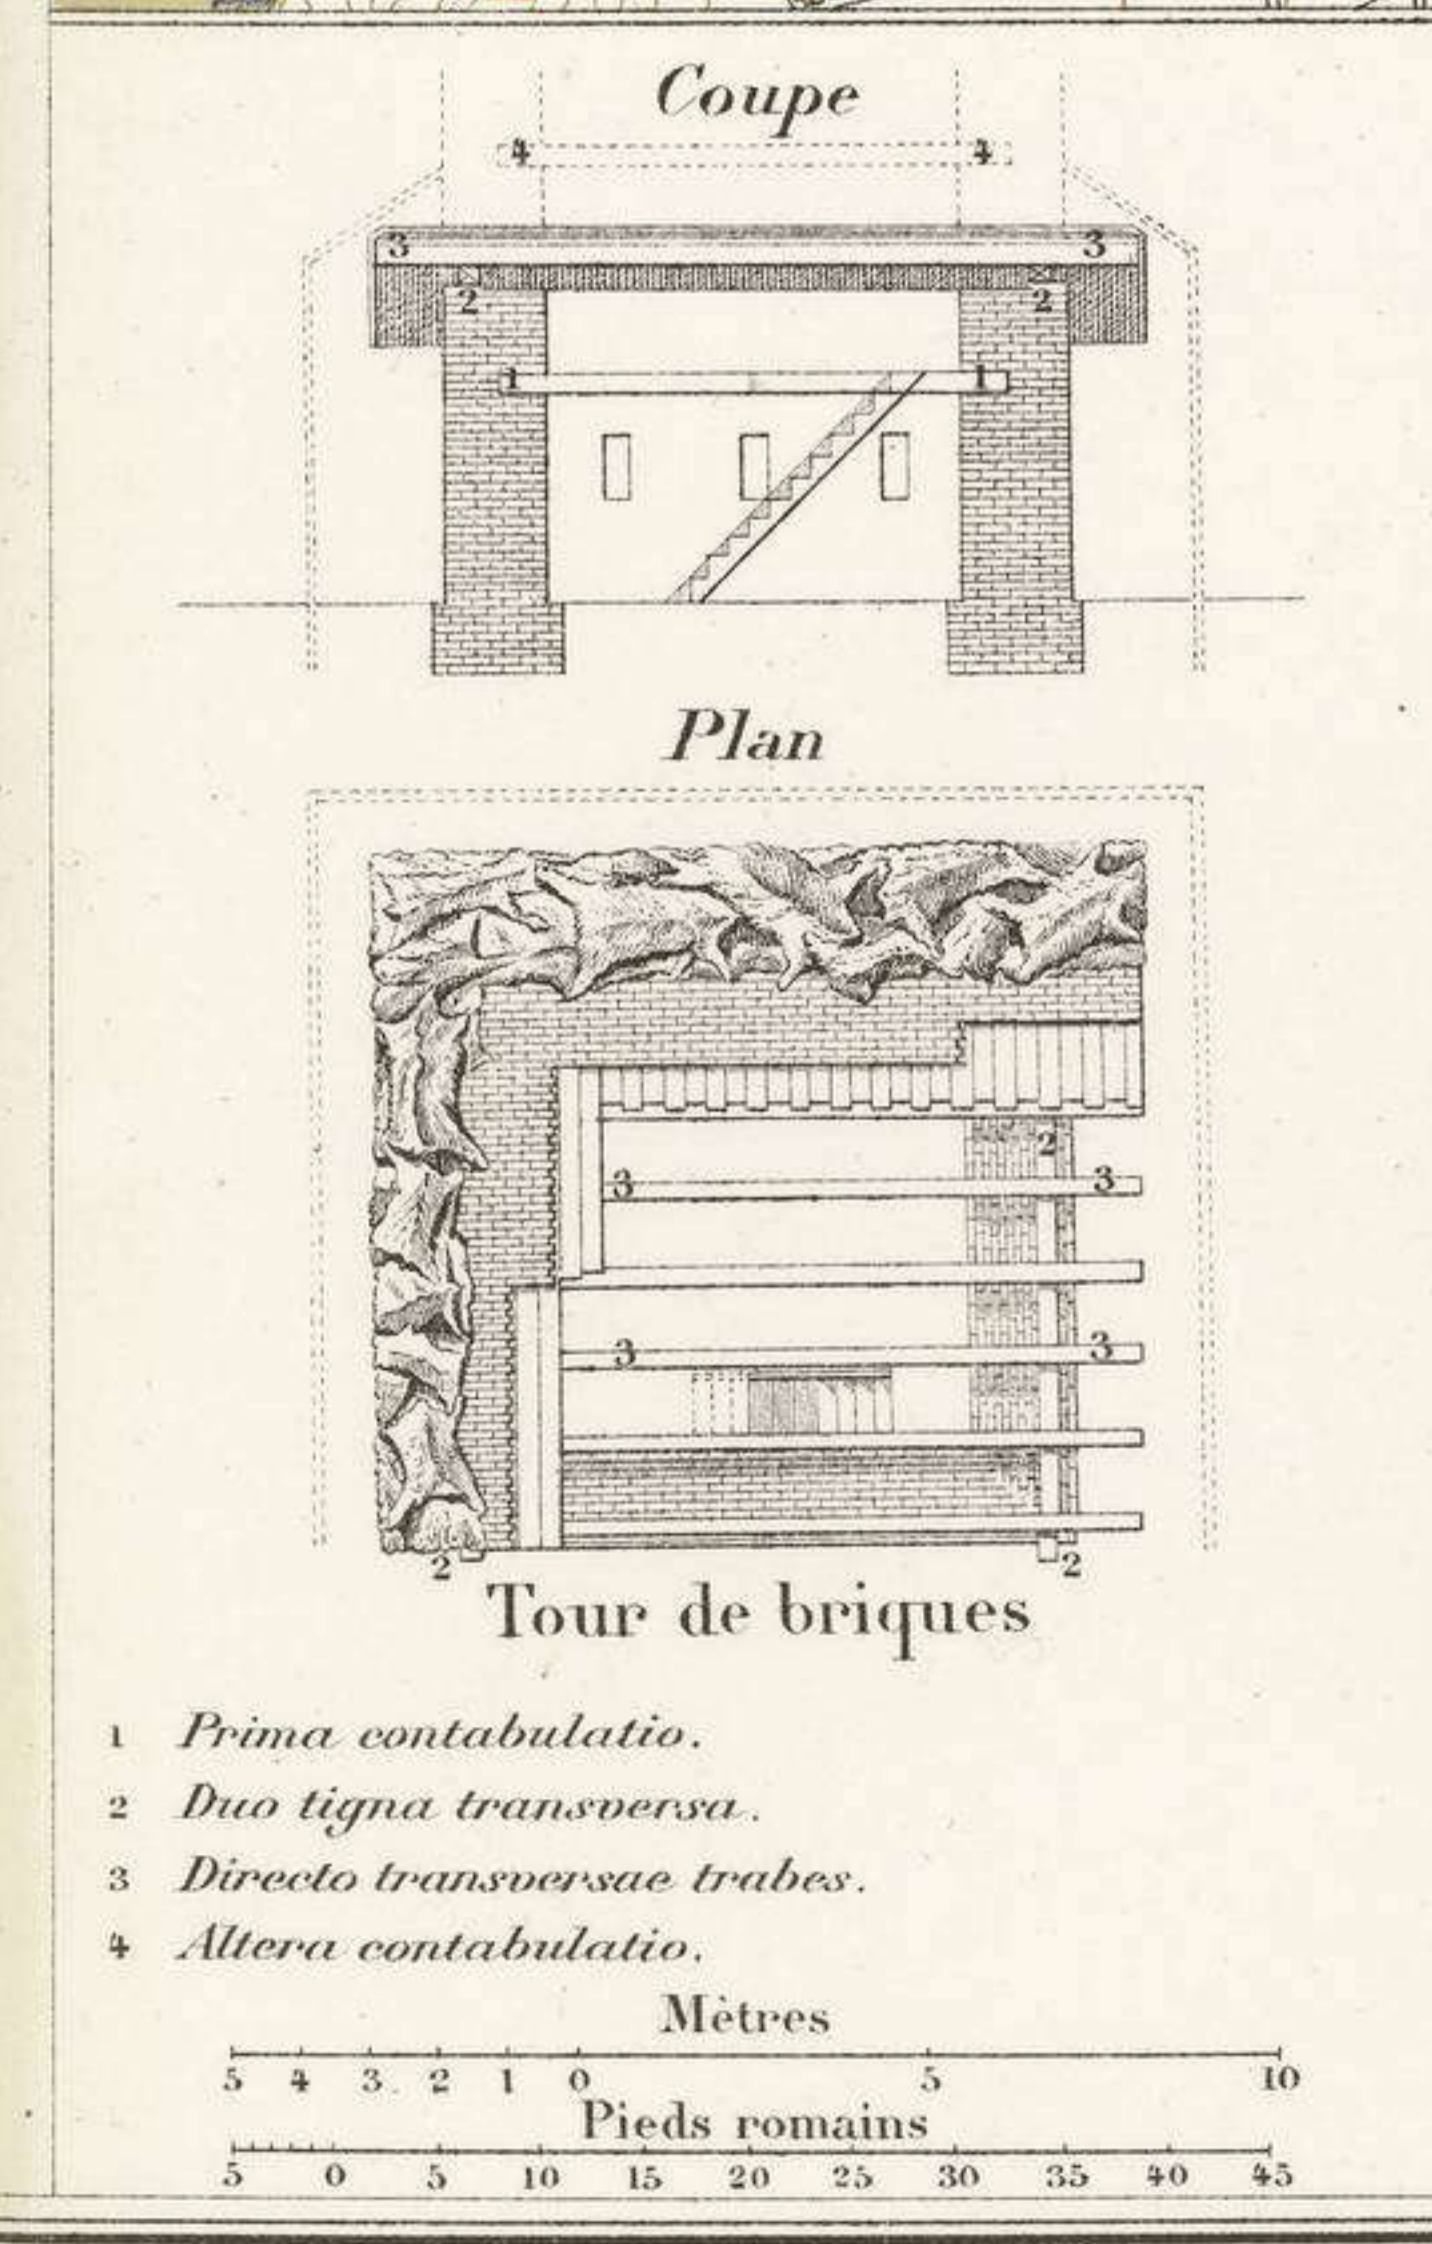 Coupe
4 4
3 3
2 2
1 1
Plan
2
3 3
3 3
2 2
Tour de briques
1 Prima contabulatio.
2 Duo tigna transversa.
3 Directo transversae trabes.
4 Altera contabulatio.
Mètres
5 4 3 2 1 0 5 10
Pieds romains
5 0 5 10 15 20 25 30 35 40 45